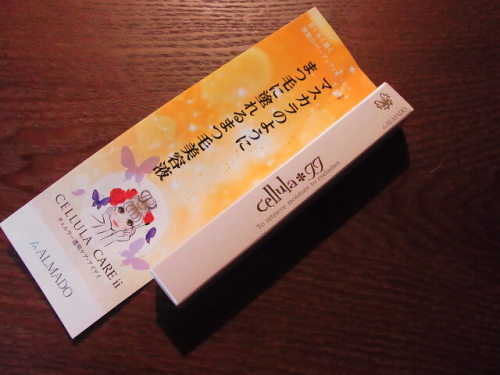 マスカラのように
まつ毛に塗れるまつ毛美容液
CELLULA CARE ii
ALMADO
cellula*II
To retrieve moisture to eyelashes
ALMADO